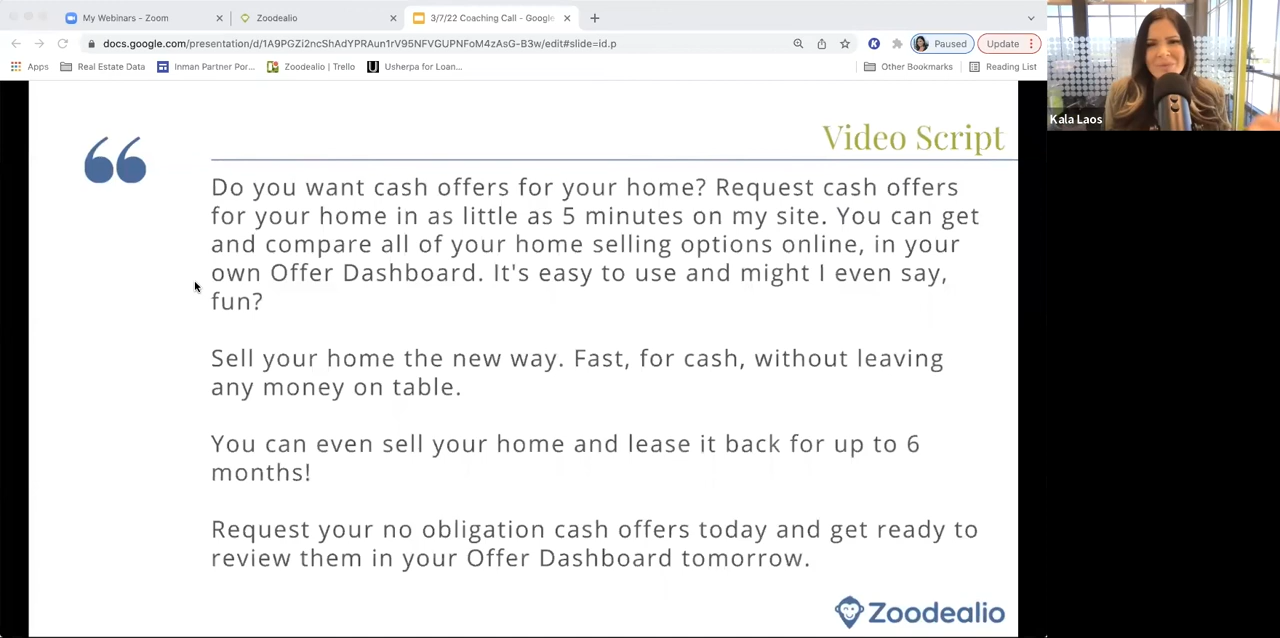 My Webinars - Zoom
Zoodealio
3/7/22 Coaching Call - Google
docs.google.com/presentation/d/1A9PGZi2ncShAdYPRAun1rV95NFVGUPNFoM4zAsG-B3w/edit#slide=id.p
Paused
Update
Apps
Real Estate Data
Inman Partner Por...
Zoodealio | Trello
Usherpa for Loan...
Other Bookmarks
Reading List
Kala Laos
Video Script
Do you want cash offers for your home? Request cash offers
for your home in as little as 5 minutes on my site. You can get
and compare all of your home selling options online, in your
own Offer Dashboard. It's easy to use and might I even say,
fun?
Sell your home the new way. Fast, for cash, without leaving
any money on table.
You can even sell your home and lease it back for up to 6
months!
Request your no obligation cash offers today and get ready to
review them in your Offer Dashboard tomorrow.
Zoodealio